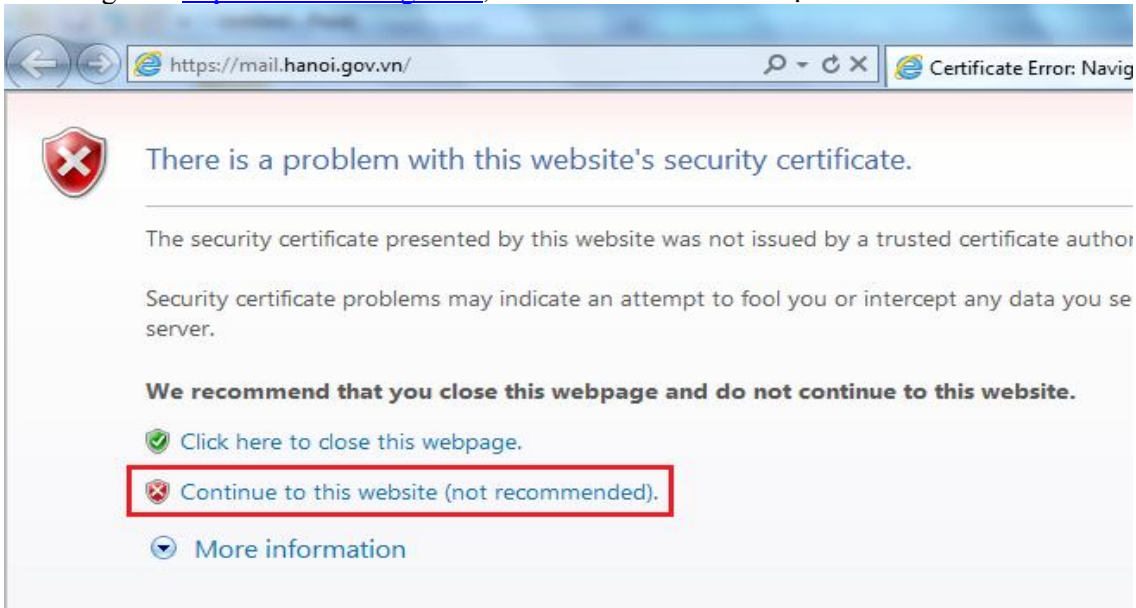 https://mail.hanoi.gov.vn/
Certificate Error: Navig
There is a problem with this website's security certificate.
The security certificate presented by this website was not issued by a trusted certificate author
Security certificate problems may indicate an attempt to fool you or intercept any data you se
server.
We recommend that you close this webpage and do not continue to this website.
Click here to close this webpage.
Continue to this website (not recommended).
More information